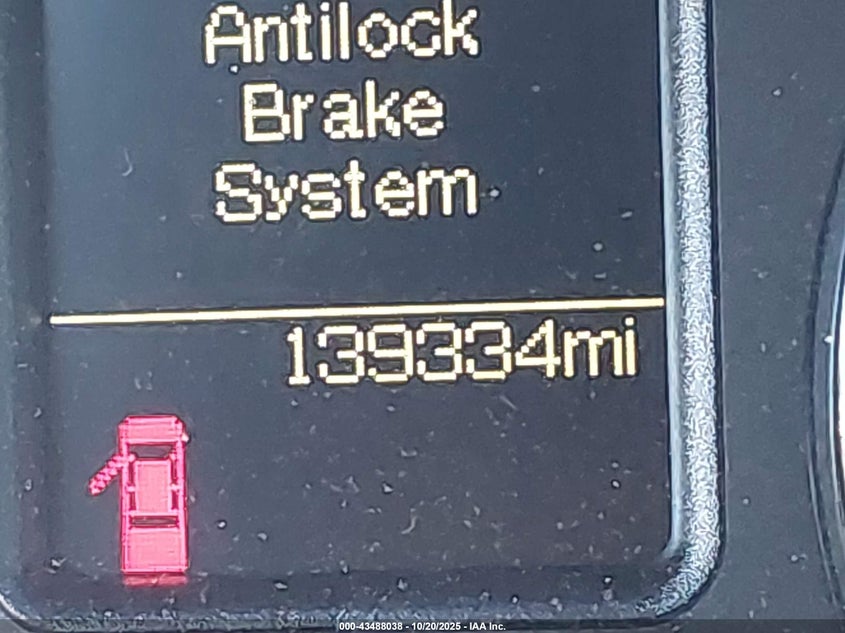 Antilock
Brake
System
139334mi
000-43488038 - 10/20/2025 - IAA Inc.